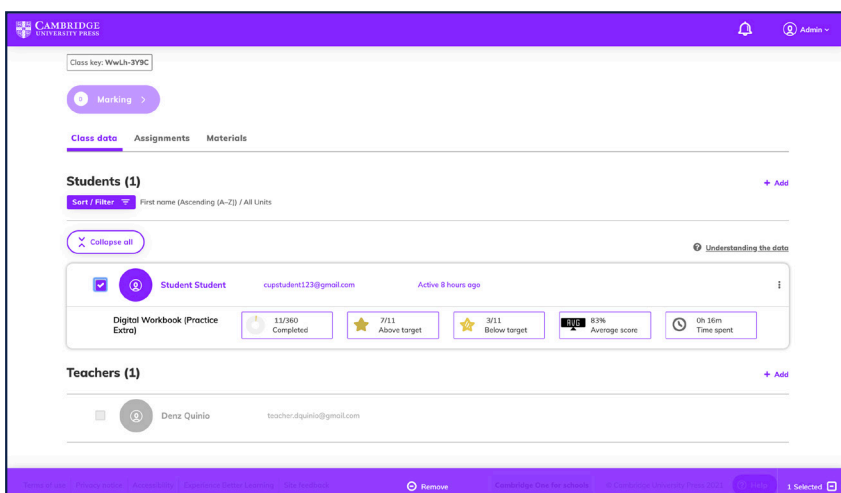 CAMBRIDGE
UNIVERSITY PRESS
Admin
Class key: WwLh-3Y9C
0 Marking >
Class data Assignments Materials
Students (1) + Add
Sort / Filter First name (Ascending (A–Z)) / All Units
Collapse all ? Understanding the data
Student Student cupstudent123@gmail.com Active 8 hours ago
Digital Workbook (Practice
Extra)
11/360
Completed
7/11
Above target
3/11
Below target
AVG 83%
Average score
0h 16m
Time spent
Teachers (1) + Add
Denz Quinio teacher.dquinio@gmail.com
Terms of use | Privacy notice | Accessibility | Experience Better Learning | Site feedback Remove Cambridge One for schools © Cambridge University Press 2022 ? Help 1 Selected